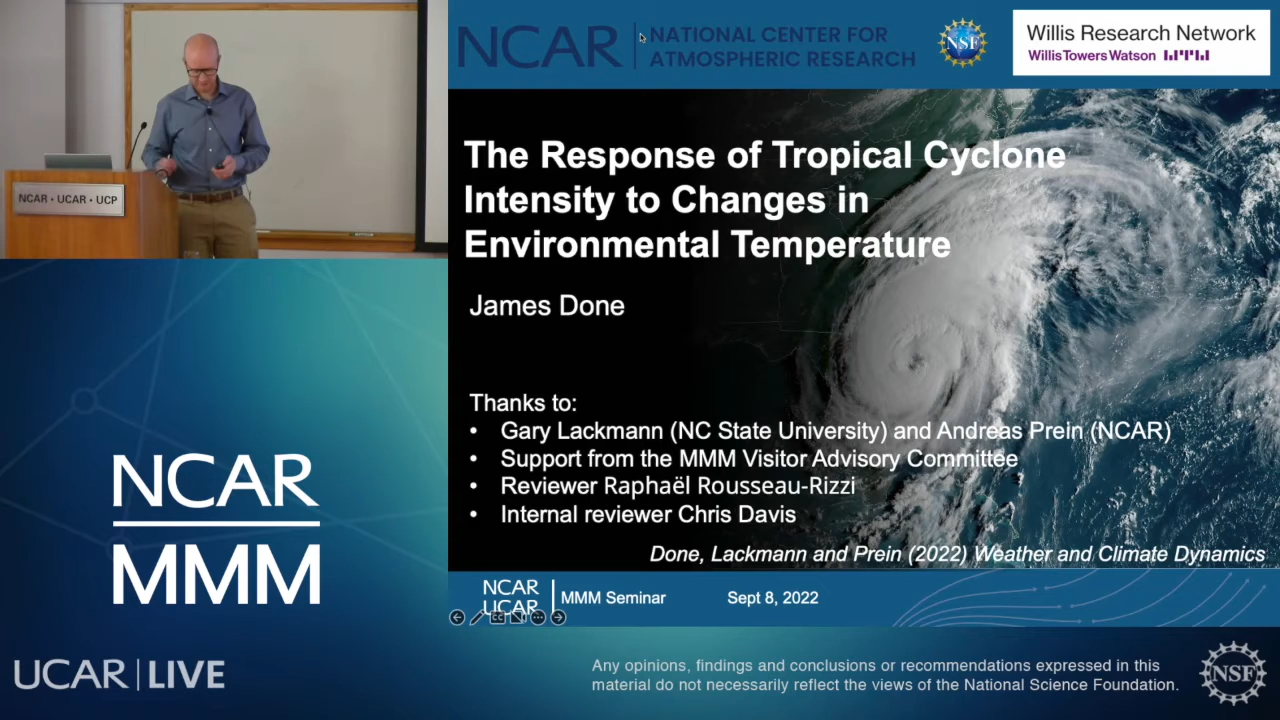 NCAR
NATIONAL CENTER FOR
ATMOSPHERIC RESEARCH
NSF
Willis Research Network
WillisTowersWatson
NCAR • UCAR • UCP
The Response of Tropical Cyclone
Intensity to Changes in
Environmental Temperature
James Done
Thanks to:
• Gary Lackmann (NC State University) and Andreas Prein (NCAR)
• Support from the MMM Visitor Advisory Committee
• Reviewer Raphaël Rousseau-Rizzi
• Internal reviewer Chris Davis
Done, Lackmann and Prein (2022) Weather and Climate Dynamics
NCAR
UCAR
MMM Seminar
Sept 8, 2022
CC
NCAR
MMM
UCAR | LIVE
Any opinions, findings and conclusions or recommendations expressed in this
material do not necessarily reflect the views of the National Science Foundation.
NSF